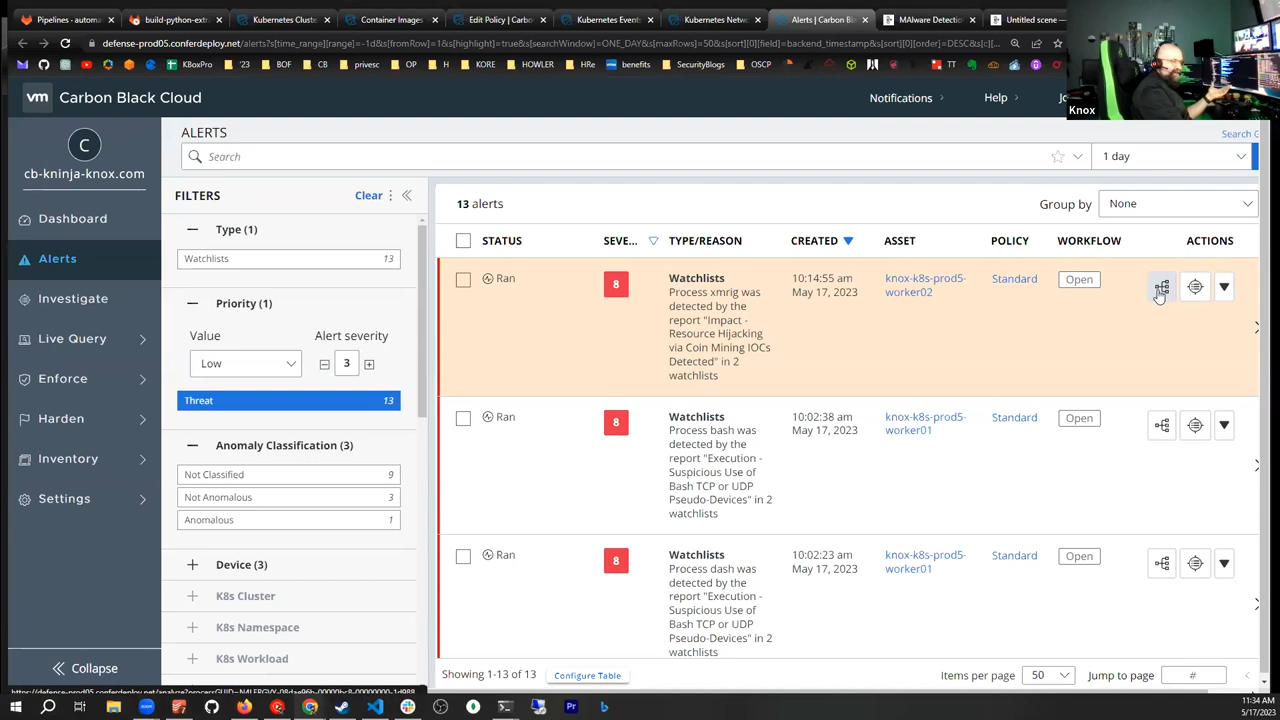 Pipelines - automa
build-python-extra
Kubernetes Cluste
Container Images
Edit Policy | Carbo
Kubernetes Events
Kubernetes Netwo
Alerts | Carbon Bla
MAlware Detectio
Untitled scene
defense-prod05.conferdeploy.net/alerts?s[time_range][range]=-1d&s[fromRow]=1&s[highlight]=true&s[searchWindow]=ONE_DAY&s[maxRows]=50&s[sort][0][field]=backend_timestamp&s[sort][0][order]=DESC&s[c
KBoxPro
'23
BOF
CB
privesc
OP
H
KORE
HOWLER
HRe
benefits
SecurityBlogs
OSCP
TT
Knox
vm Carbon Black Cloud
Notifications
Help
C
cb-kninja-knox.com
Dashboard
Alerts
Investigate
Live Query
Enforce
Harden
Inventory
Settings
Collapse
ALERTS
Search G
Search
1 day
FILTERS
Clear
Type (1)
Watchlists 13
Priority (1)
Value
Alert severity
Low
3
Threat 13
Anomaly Classification (3)
Not Classified 9
Not Anomalous 3
Anomalous 1
Device (3)
K8s Cluster
K8s Namespace
K8s Workload
13 alerts
Group by
None
STATUS
SEVE...
TYPE/REASON
CREATED
ASSET
POLICY
WORKFLOW
ACTIONS
Ran
8
Watchlists
Process xmrig was
detected by the
report "Impact -
Resource Hijacking
via Coin Mining IOCs
Detected" in 2
watchlists
10:14:55 am
May 17, 2023
knox-k8s-prod5-
worker02
Standard
Open
Ran
8
Watchlists
Process bash was
detected by the
report "Execution -
Suspicious Use of
Bash TCP or UDP
Pseudo-Devices" in 2
watchlists
10:02:38 am
May 17, 2023
knox-k8s-prod5-
worker01
Standard
Open
Ran
8
Watchlists
Process dash was
detected by the
report "Execution -
Suspicious Use of
Bash TCP or UDP
Pseudo-Devices" in 2
watchlists
10:02:23 am
May 17, 2023
knox-k8s-prod5-
worker01
Standard
Open
Showing 1-13 of 13
Configure Table
Items per page
50
Jump to page
#
11:34 AM
5/17/2023